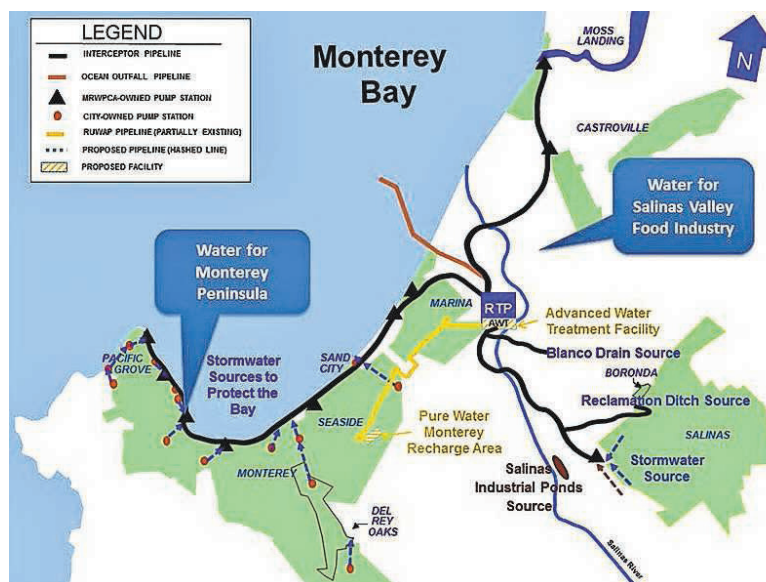 LEGEND
INTERCEPTOR PIPELINE
OCEAN OUTFALL PIPELINE
MRWPCA-OWNED PUMP STATION
CITY-OWNED PUMP STATION
RUWAP PIPELINE (PARTIALLY EXISTING)
PROPOSED PIPELINE (HASHED LINE)
PROPOSED FACILITY
Monterey
Bay
MOSS
LANDING
N
CASTROVILLE
Water for
Salinas Valley
Food Industry
Water for
Monterey
Peninsula
MARINA
RTP
AWT
Advanced Water
Treatment Facility
PACIFIC
GROVE
Stormwater
Sources to
Protect the
Bay
SAND
CITY
Blanco Drain Source
BORONDA
Reclamation Ditch Source
SEASIDE
Pure Water
Monterey
Recharge Area
SALINAS
Stormwater
Source
MONTEREY
Salinas
Industrial Ponds
Source
DEL
REY
OAKS
Salinas River